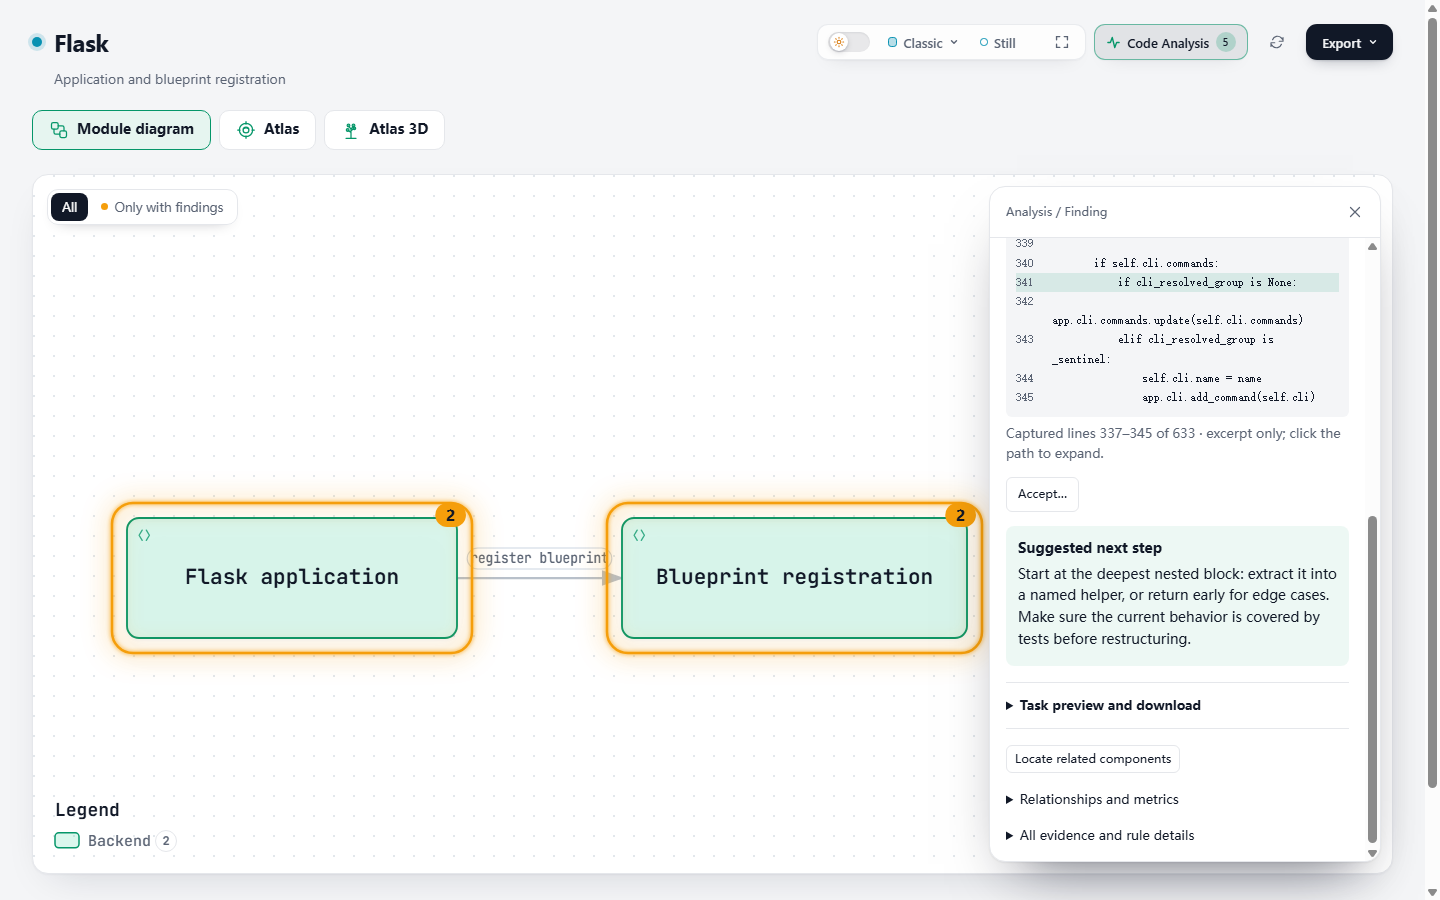 Flask
Application and blueprint registration
Classic
Still
Code Analysis 5
Export
Module diagram
Atlas
Atlas 3D
All
Only with findings
Analysis / Finding
339
340 if self.cli.commands:
341 if cli_resolved_group is None:
342
app.cli.commands.update(self.cli.commands)
343 elif cli_resolved_group is
_sentinel:
344 self.cli.name = name
345 app.cli.add_command(self.cli)
Captured lines 337–345 of 633 · excerpt only; click the
path to expand.
Accept...
Suggested next step
Start at the deepest nested block: extract it into
a named helper, or return early for edge cases.
Make sure the current behavior is covered by
tests before restructuring.
Task preview and download
Locate related components
Relationships and metrics
All evidence and rule details
2
Flask application
register blueprint
2
Blueprint registration
Legend
Backend 2